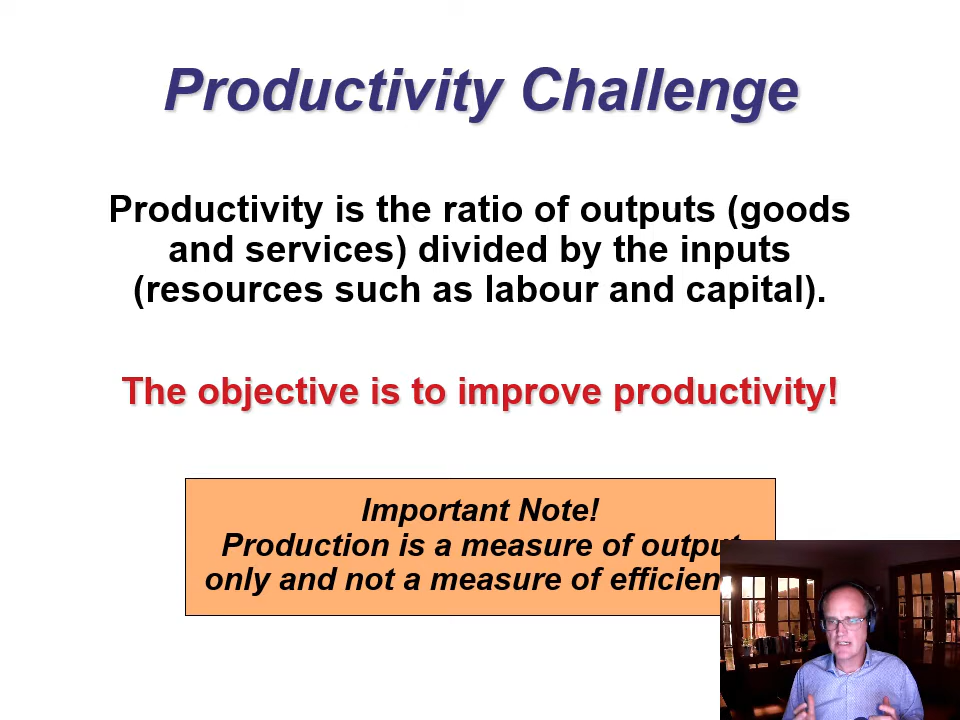 Productivity Challenge
Productivity is the ratio of outputs (goods
and services) divided by the inputs
(resources such as labour and capital).
The objective is to improve productivity!
Important Note!
Production is a measure of output
only and not a measure of